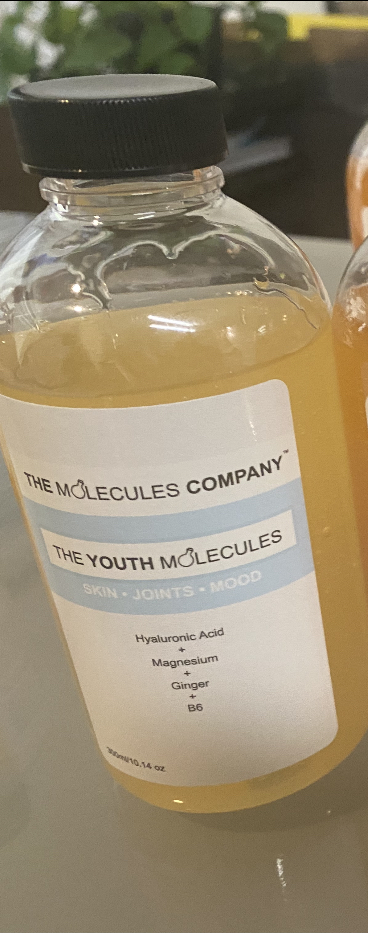 THE MOLECULES COMPANY™
THE YOUTH MOLECULES
SKIN • JOINTS • MOOD
Hyaluronic Acid
+
Magnesium
+
Ginger
+
B6
300ml/10.14 oz